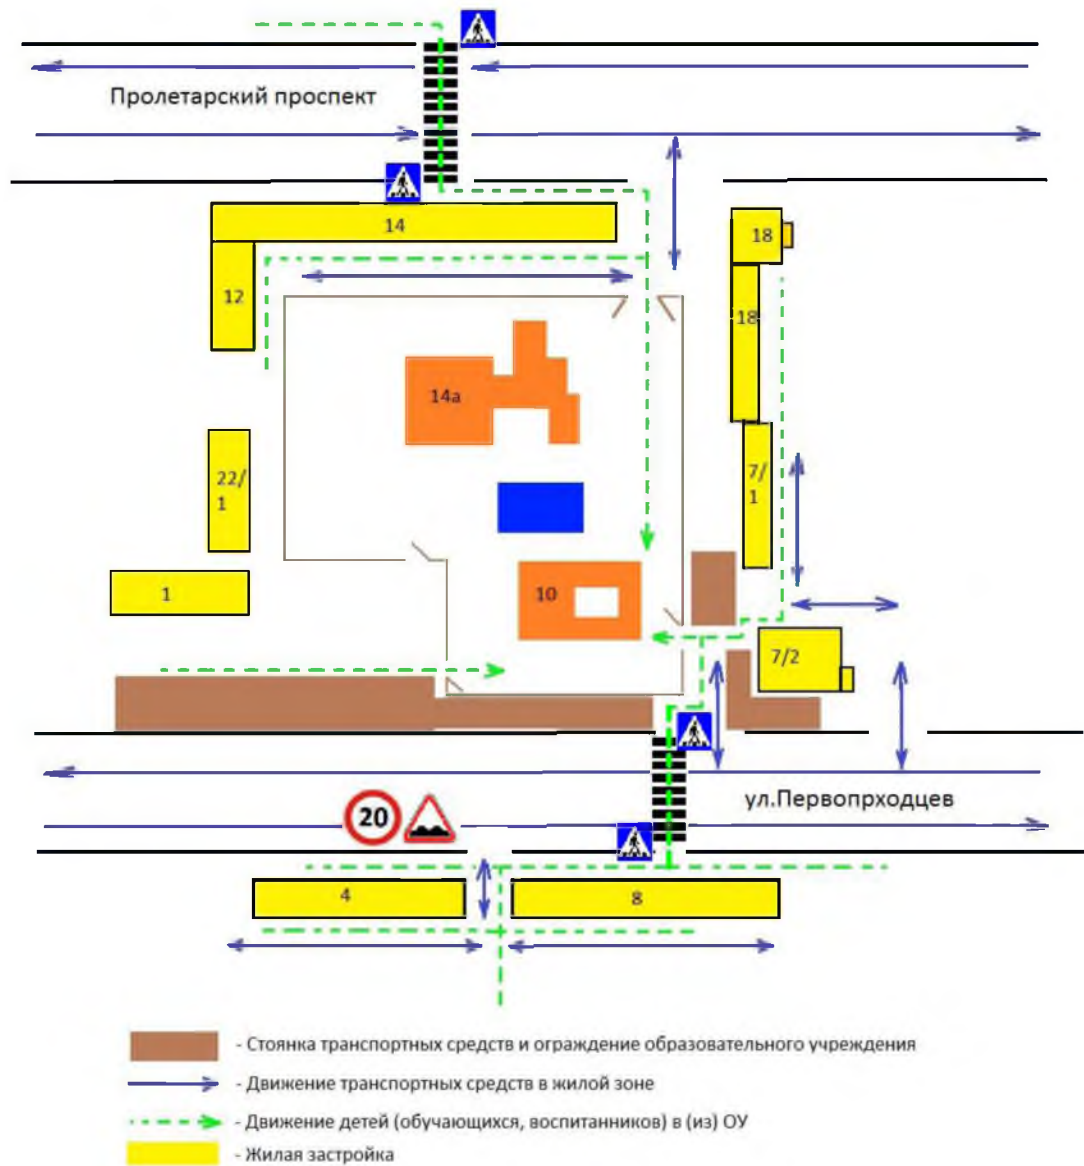 Пролетарский проспект
14
18
12
18
14а
22/
1
7/
1
1
10
7/2
ул.Первопрходцев
20
4
8
- Стоянка транспортных средств и ограждение образовательного учреждения
- Движение транспортных средств в жилой зоне
- Движение детей (обучающихся, воспитанников) в (из) ОУ
- Жилая застройка